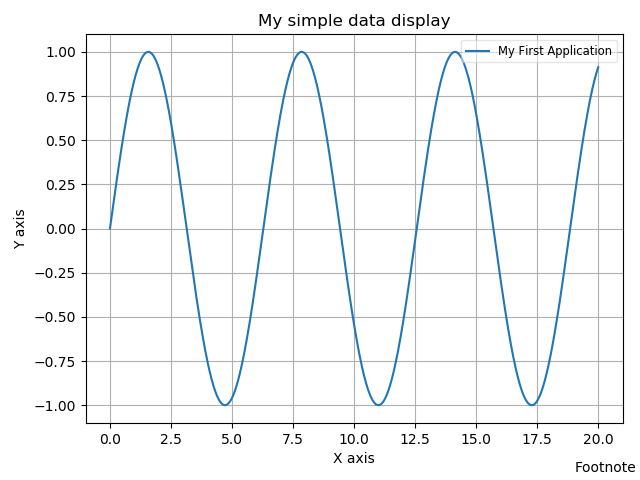 My simple data display
My First Application
1.00
0.75
0.50
0.25
0.00
−0.25
−0.50
−0.75
−1.00
Y axis
0.0 2.5 5.0 7.5 10.0 12.5 15.0 17.5 20.0
X axis
Footnote